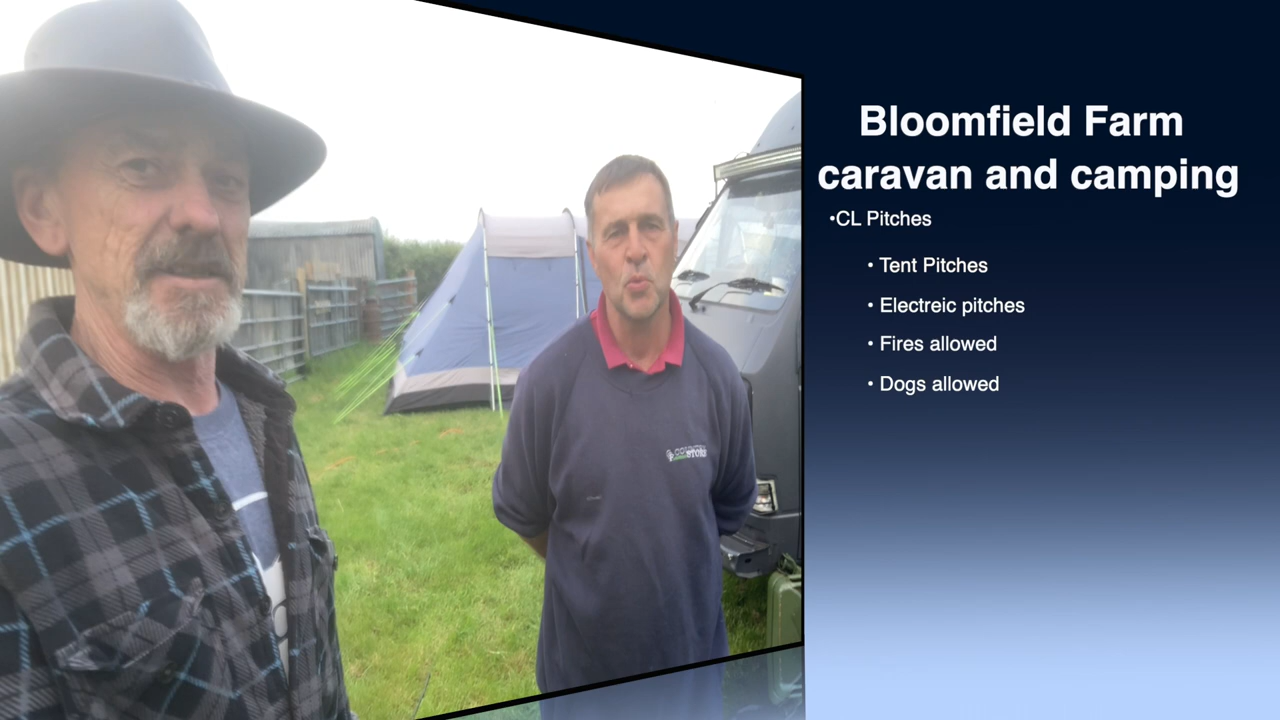 Bloomfield Farm
caravan and camping
•CL Pitches
• Tent Pitches
• Electreic pitches
• Fires allowed
• Dogs allowed